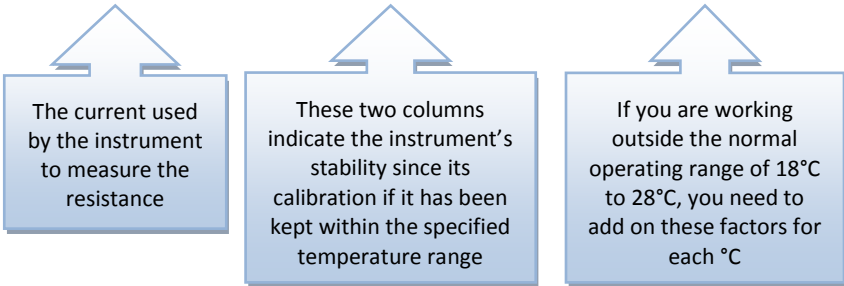 The current used
by the instrument
to measure the
resistance
These two columns
indicate the instrument's
stability since its
calibration if it has been
kept within the specified
temperature range
If you are working
outside the normal
operating range of 18°C
to 28°C, you need to
add on these factors for
each °C